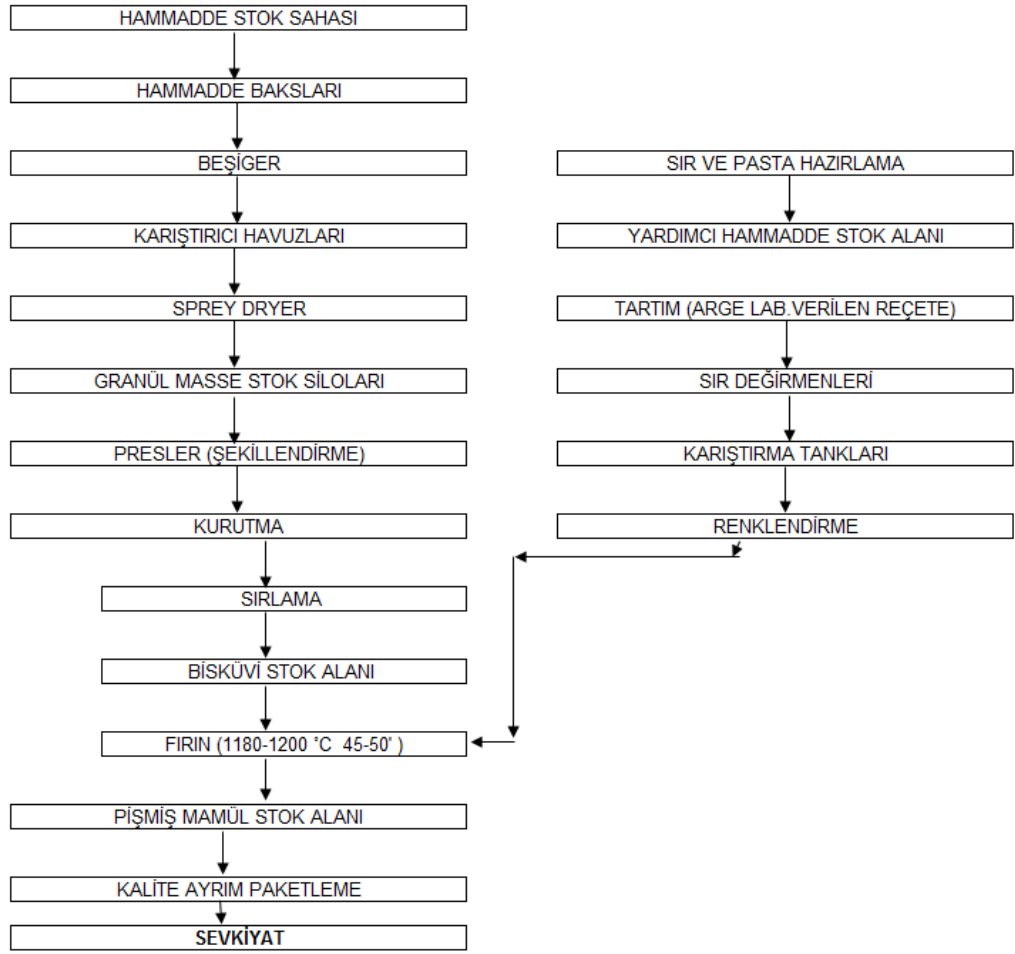 HAMMADDE STOK SAHASI
HAMMADDE BAKSLARI
BEŞİGER
KARIŞTIRICI HAVUZLARI
SPREY DRYER
GRANÜL MASSE STOK SİLOLARI
PRESLER (ŞEKİLLENDİRME)
KURUTMA
SIRLAMA
BİSKÜVİ STOK ALANI
FIRIN (1180-1200 °C  45-50' )
PİŞMİŞ MAMÜL STOK ALANI
KALİTE AYRIM PAKETLEME
SEVKİYAT
SIR VE PASTA HAZIRLAMA
YARDIMCI HAMMADDE STOK ALANI
TARTIM (ARGE LAB.VERİLEN REÇETE)
SIR DEĞİRMENLERİ
KARIŞTIRMA TANKLARI
RENKLENDİRME